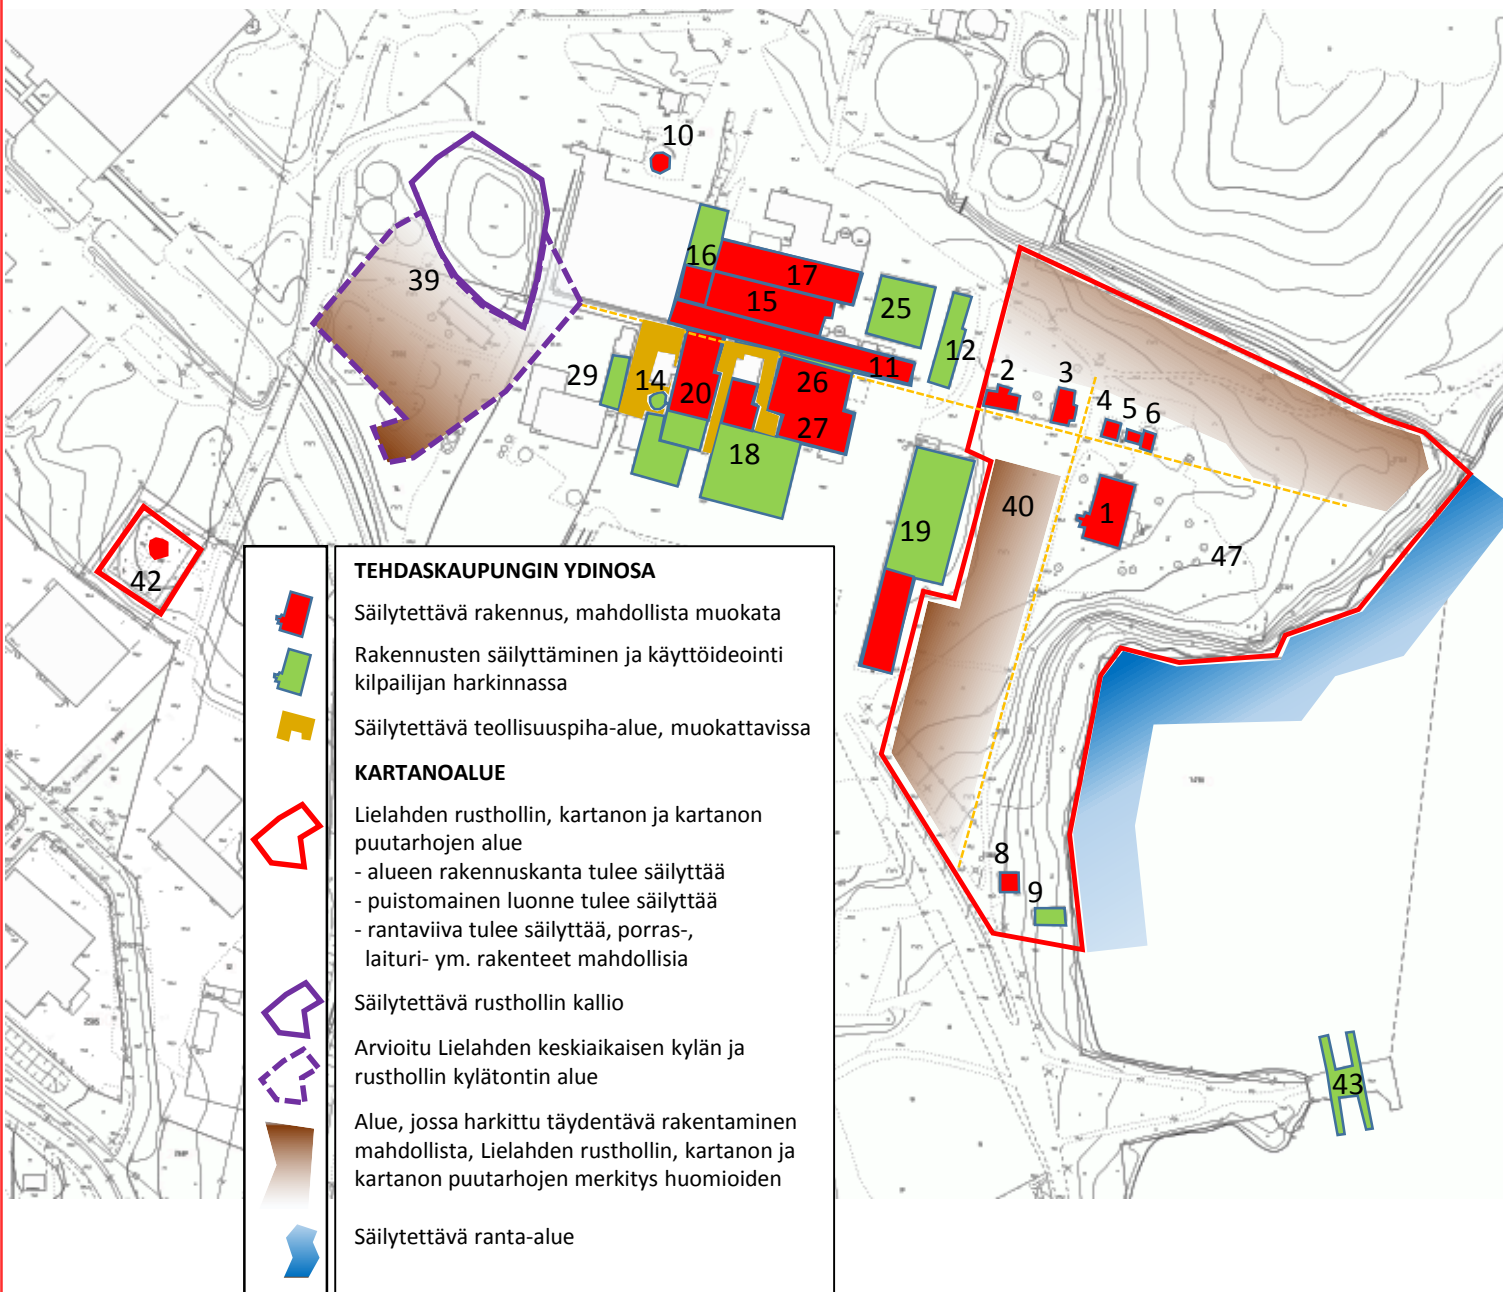 10
16
17
39
15
25
12
29
14
11
2
3
20
26
4
5
6
27
18
40
1
19
47
42
8
9
43
TEHDASKAUPUNGIN YDINOSA
Säilytettävä rakennus, mahdollista muokata
Rakennusten säilyttäminen ja käyttöideointi
kilpailijan harkinnassa
Säilytettävä teollisuuspiha-alue, muokattavissa
KARTANOALUE
Lielahden rusthollin, kartanon ja kartanon
puutarhojen alue
- alueen rakennuskanta tulee säilyttää
- puistomainen luonne tulee säilyttää
- rantaviiva tulee säilyttää, porras-,
laituri- ym. rakenteet mahdollisia
Säilytettävä rusthollin kallio
Arvioitu Lielahden keskiaikaisen kylän ja
rusthollin kylätontin alue
Alue, jossa harkittu täydentävä rakentaminen
mahdollista, Lielahden rusthollin, kartanon ja
kartanon puutarhojen merkitys huomioiden
Säilytettävä ranta-alue